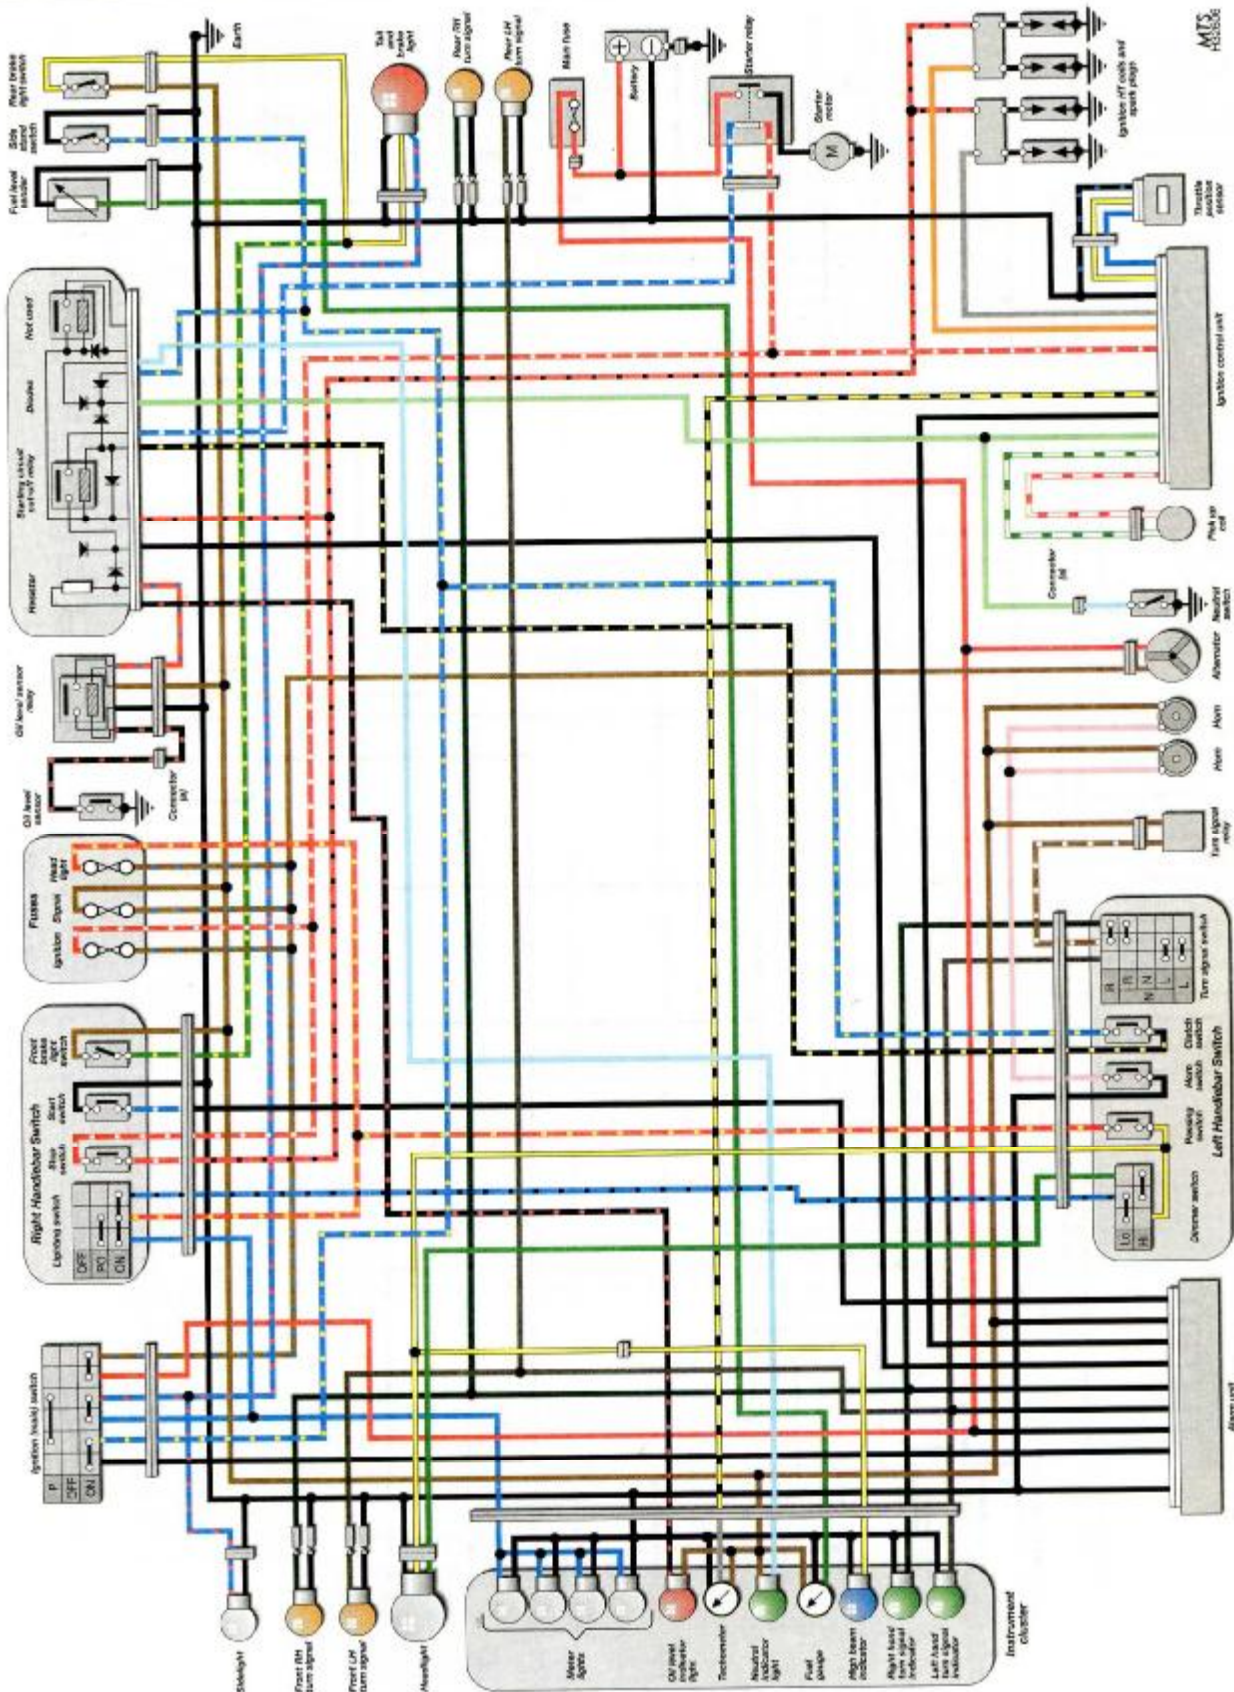 Rear brake
light switch
Side
stand
switch
Fuel level
sender
Earth
Tail
and
brake
light
Rear RH
turn signal
Rear LH
turn signal
Main fuse
Battery
Starter relay
Starter
motor
M
Ignition HT coils and
spark plugs
MTS
H32606
Not used
Diodes
Starting circuit
cut-off relay
Resistor
Throttle
position
sensor
Ignition control unit
Oil level sensor
relay
Oil level
sensor
Connector
Pick up
coil
Connector
Neutral
switch
Alternator
Horn
Horn
Turn signal
relay
Fuses
Head
light
Signal
Ignition
Right Handlebar Switch
Front
brake
light
switch
Start
switch
Stop
switch
Lighting switch
OFF
PO
ON
Turn signal switch
R
R
N
N
L
L
Clutch
switch
Horn
switch
Passing
switch
Dimmer switch
Lo
Hi
Left Handlebar Switch
Ignition (main) switch
P
OFF
ON
Alarm unit
Sidelight
Front RH
turn signal
Front LH
turn signal
Headlight
Meter
lights
Oil level
indicator
light
Tachometer
Neutral
indicator
light
Fuel
gauge
High beam
indicator
Right hand
turn signal
indicator
Left hand
turn signal
indicator
Instrument
cluster